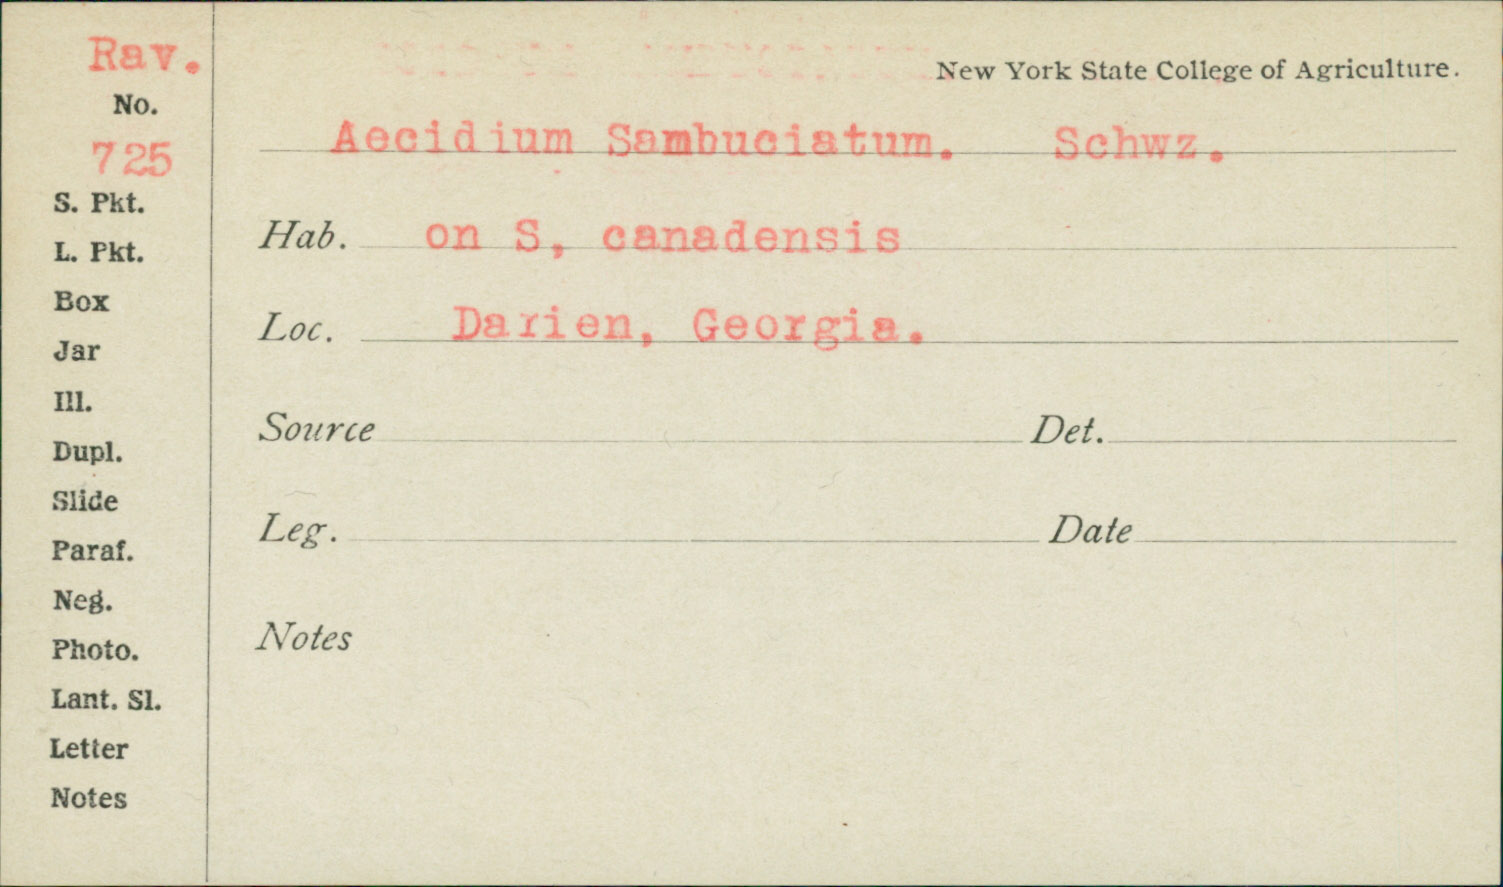 Rav.
No.
725
S. Pkt.
L. Pkt.
Box
Jar
Ill.
Dupl.
Slide
Paraf.
Neg.
Photo.
Lant. Sl.
Letter
Notes
New York State College of Agriculture.
Aecidium Sambuciatum. Schwz.
Hab. on S, canadensis
Loc. Darien, Georgia.
Source Det.
Leg. Date
Notes